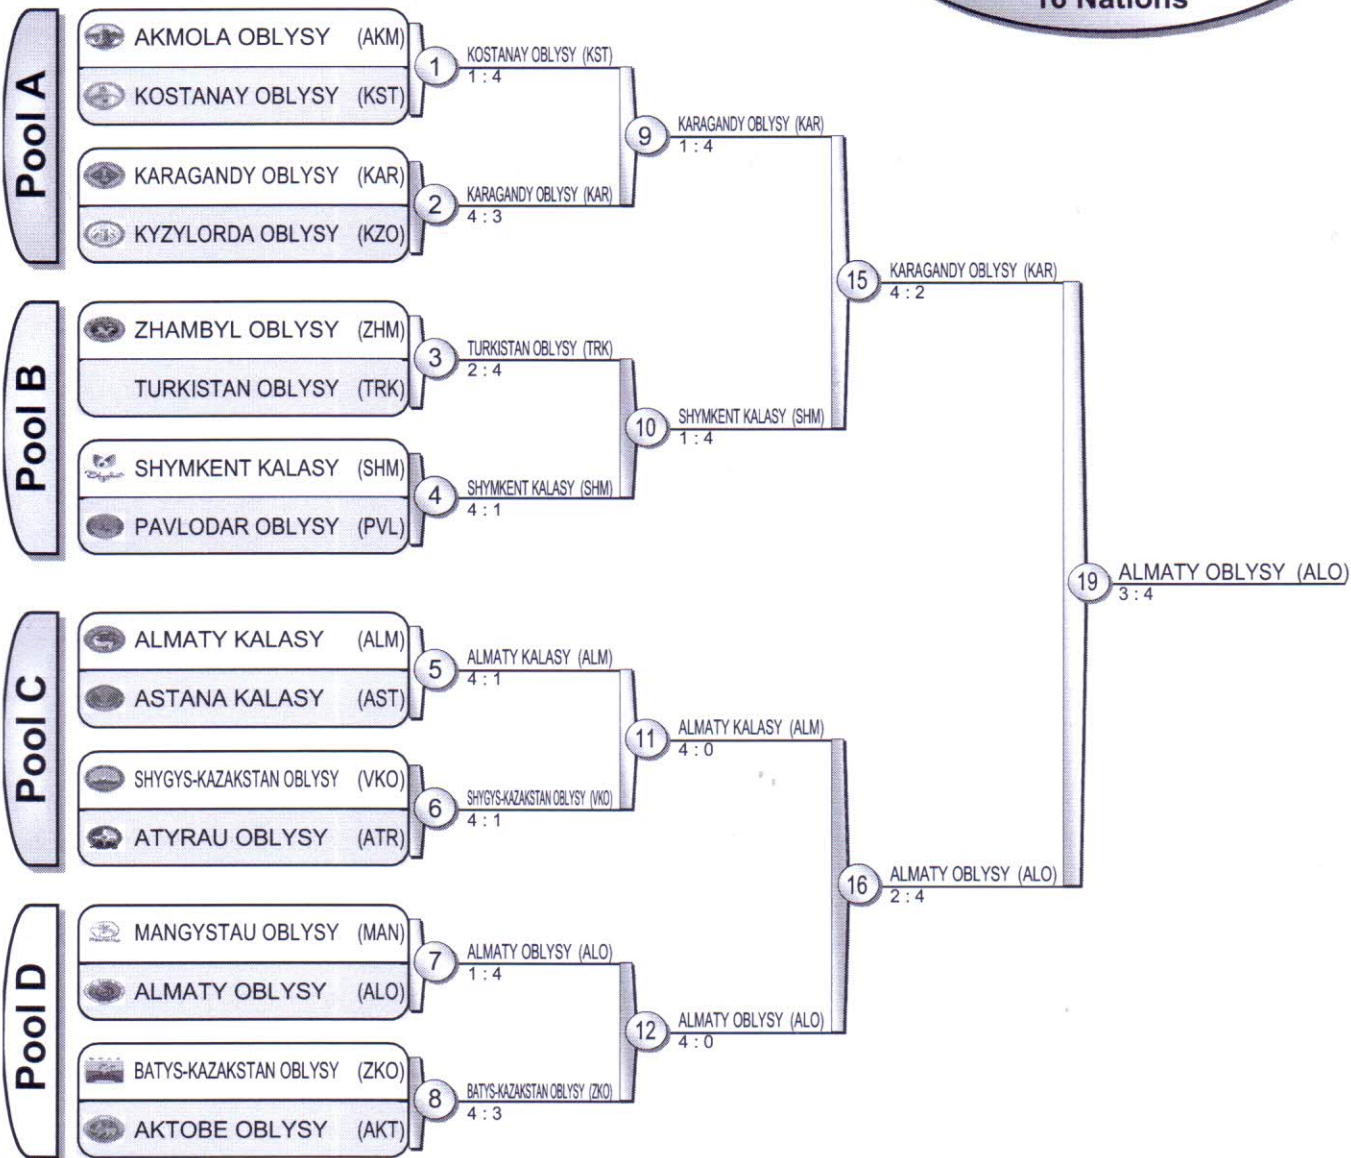 16 Nations
Pool A
AKMOLA OBLYSY (AKM)
KOSTANAY OBLYSY (KST)
KARAGANDY OBLYSY (KAR)
KYZYLORDA OBLYSY (KZO)
1
KOSTANAY OBLYSY (KST)
1 : 4
2
KARAGANDY OBLYSY (KAR)
4 : 3
9
KARAGANDY OBLYSY (KAR)
1 : 4
Pool B
ZHAMBYL OBLYSY (ZHM)
TURKISTAN OBLYSY (TRK)
SHYMKENT KALASY (SHM)
PAVLODAR OBLYSY (PVL)
3
TURKISTAN OBLYSY (TRK)
2 : 4
4
SHYMKENT KALASY (SHM)
4 : 1
10
SHYMKENT KALASY (SHM)
1 : 4
15
KARAGANDY OBLYSY (KAR)
4 : 2
Pool C
ALMATY KALASY (ALM)
ASTANA KALASY (AST)
SHYGYS-KAZAKSTAN OBLYSY (VKO)
ATYRAU OBLYSY (ATR)
5
ALMATY KALASY (ALM)
4 : 1
6
SHYGYS-KAZAKSTAN OBLYSY (VKO)
4 : 1
11
ALMATY KALASY (ALM)
4 : 0
Pool D
MANGYSTAU OBLYSY (MAN)
ALMATY OBLYSY (ALO)
BATYS-KAZAKSTAN OBLYSY (ZKO)
AKTOBE OBLYSY (AKT)
7
ALMATY OBLYSY (ALO)
1 : 4
8
BATYS-KAZAKSTAN OBLYSY (ZKO)
4 : 3
12
ALMATY OBLYSY (ALO)
4 : 0
16
ALMATY OBLYSY (ALO)
2 : 4
19
ALMATY OBLYSY (ALO)
3 : 4